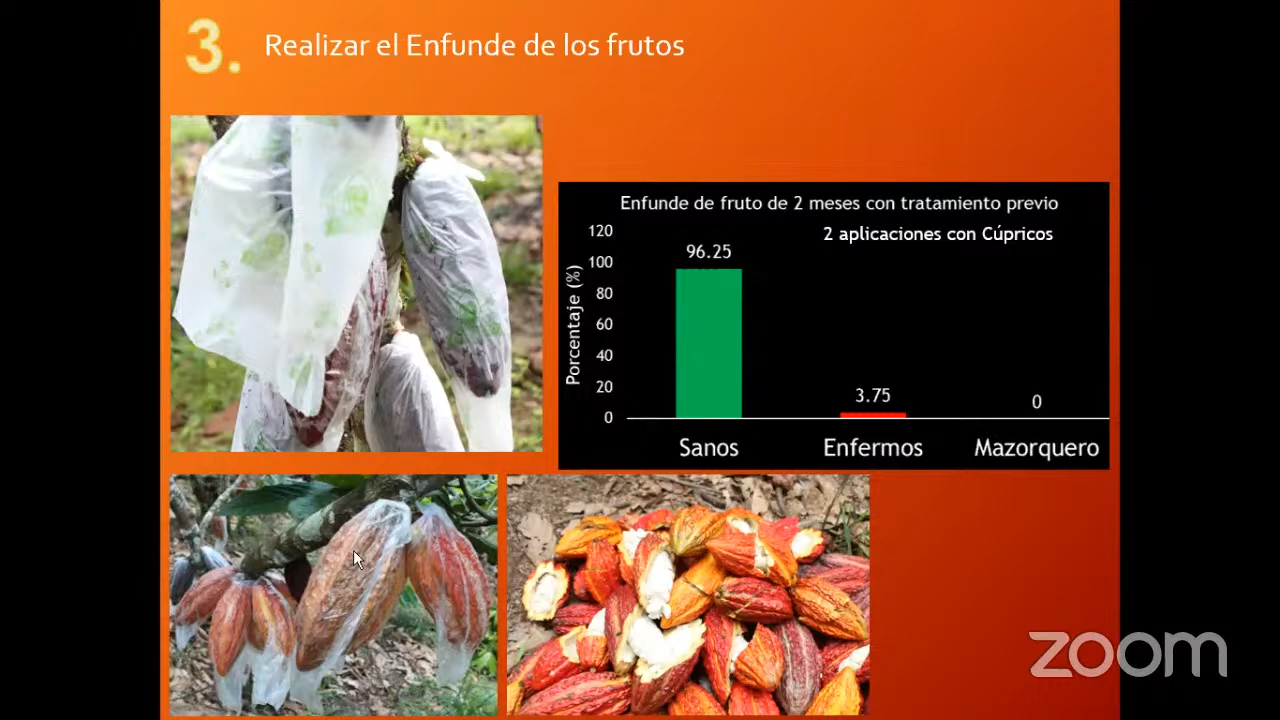 3. Realizar el Enfunde de los frutos
Enfunde de fruto de 2 meses con tratamiento previo
2 aplicaciones con Cúpricos
Porcentaje (%)
120
100
80
60
40
20
0
96.25
3.75
0
Sanos
Enfermos
Mazorquero
zoom